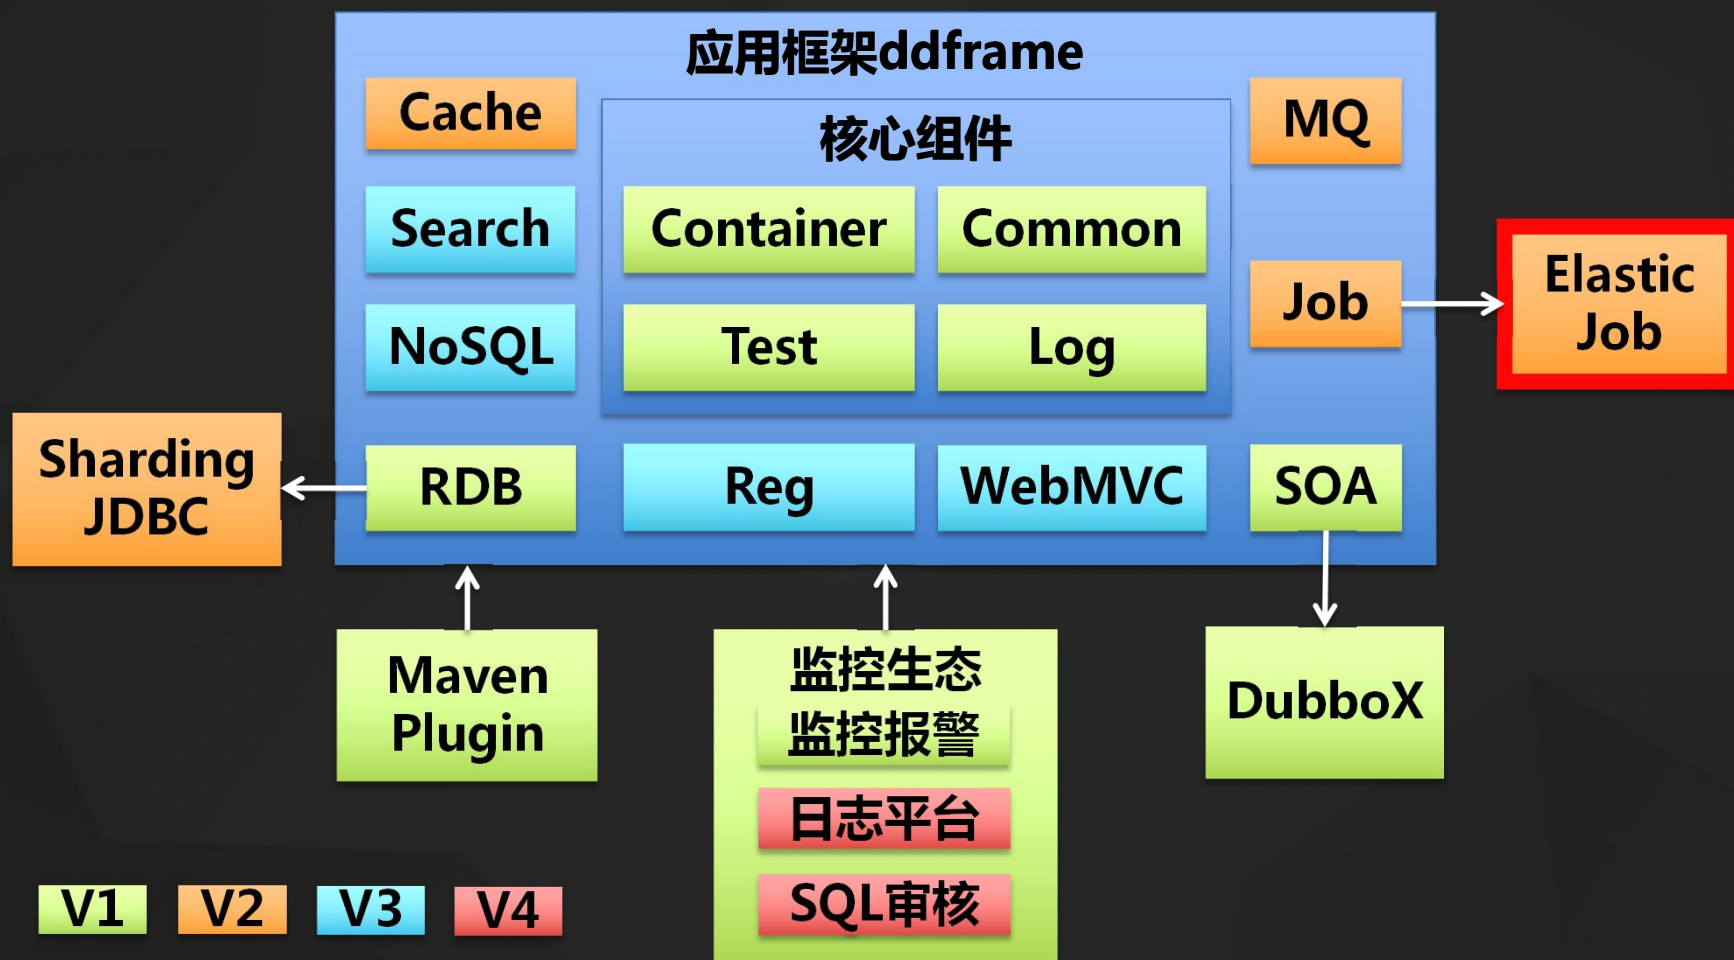 应用框架ddframe
Cache
核心组件
MQ
Search
Container
Common
NoSQL
Test
Log
Job
Elastic
Job
Sharding
JDBC
RDB
Reg
WebMVC
SOA
Maven
Plugin
监控生态
监控报警
日志平台
SQL审核
DubboX
V1
V2
V3
V4